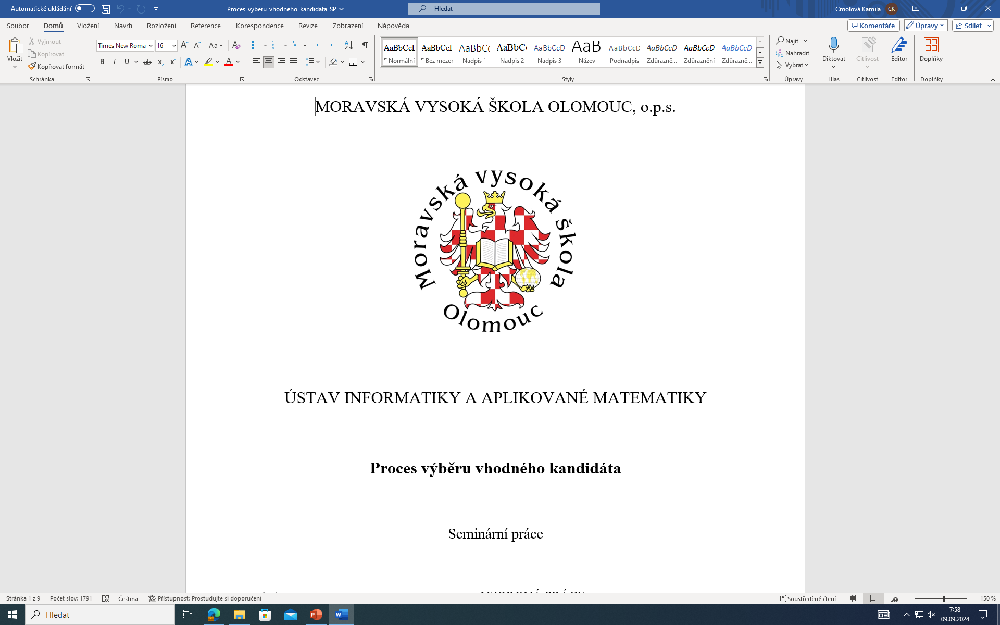 Automatické ukládání
Proces_vyberu_vhodneho_kandidata_SP
Hledat
Cmolová Kamila
CK
Soubor Domů Vložení Návrh Rozložení Reference Korespondence Revize Zobrazení Nápověda
Komentáře Úpravy Sdílet
Vložit
Vyjmout
Kopírovat
Kopírovat formát
Schránka
Times New Roma 16
Písmo
Odstavec
AaBbCcI AaBbCcI AaBbCc AaBbCc AaBbCcD AaB AaBbCcD AaBbCcD AaBbCcD AaBbCcD
¶ Normální ¶ Bez mezer Nadpis 1 Nadpis 2 Nadpis 3 Název Podnadpis Zdůrazně... Zdůraznění Zdůrazně...
Styly
Najít
Nahradit
Vybrat
Úpravy
Diktovat
Hlas
Citlivost
Citlivost
Editor
Editor
Doplňky
Doplňky
MORAVSKÁ VYSOKÁ ŠKOLA OLOMOUC, o.p.s.
Moravská vysoká škola
Olomouc
ÚSTAV INFORMATIKY A APLIKOVANÉ MATEMATIKY
Proces výběru vhodného kandidáta
Seminární práce
VZOROVÁ PRÁCE
Stránka 1 z 9 Počet slov: 1791 Čeština Přístupnost: Prostudujte si doporučení
Soustředěné čtení
150 %
Hledat
7:58
09.09.2024